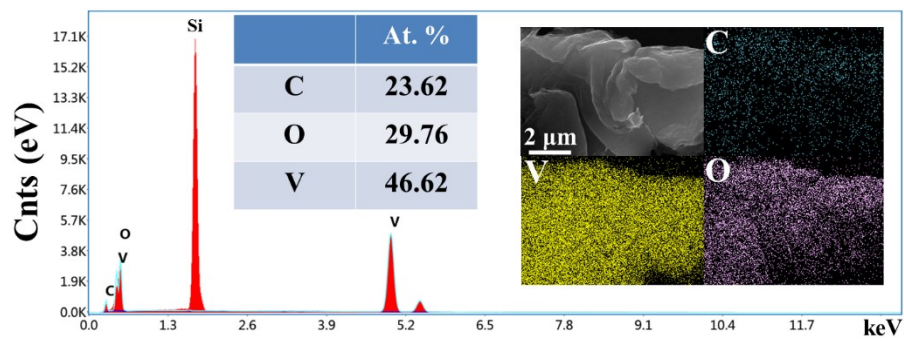 Cnts (eV)
17.1K
15.2K
13.3K
11.4K
9.5K
7.6K
5.7K
3.8K
1.9K
0.0K
0.0
1.3
2.6
3.9
5.2
6.5
7.8
9.1
10.4
11.7
keV
C
O
V
Si
V
At. %
C 23.62
O 29.76
V 46.62
2 μm
C
V
O